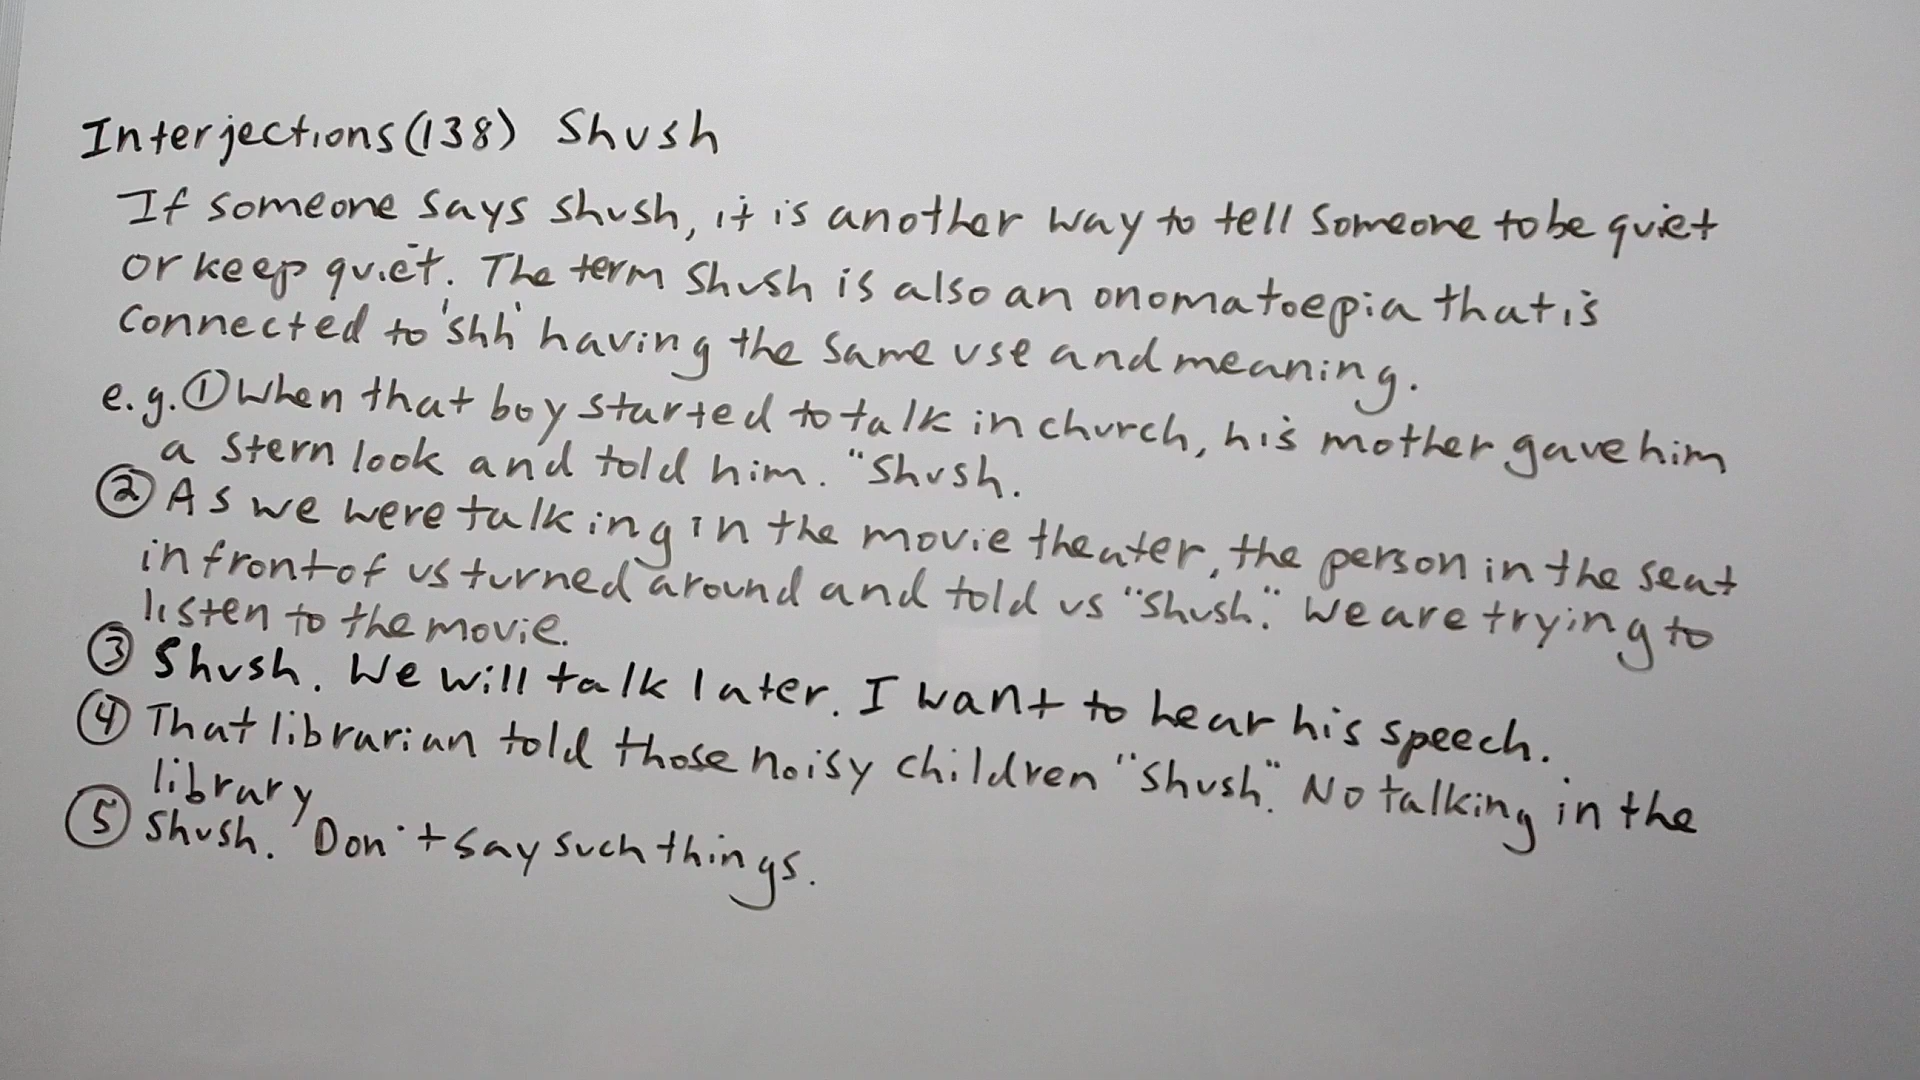 Interjections (138) Shush
If someone says shush, it is another way to tell someone to be quiet
or keep quiet. The term shush is also an onomatoepia that is
connected to 'shh' having the same use and meaning.
e.g. ① When that boy started to talk in church, his mother gave him
a stern look and told him. "Shush.
② As we were talking in the movie theater, the person in the seat
in front of us turned around and told us "Shush." We are trying to
listen to the movie.
③ Shush. We will talk later. I want to hear his speech.
④ That librarian told those noisy children "Shush." No talking in the
library.
⑤ Shush. Don't say such things.